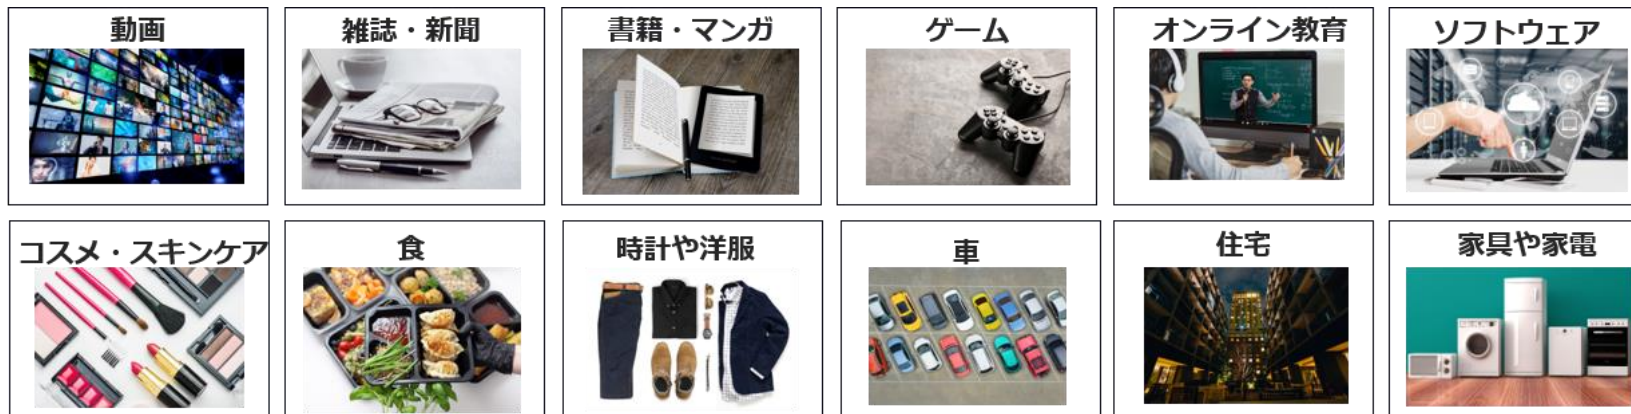 動画
雑誌・新聞
書籍・マンガ
ゲーム
オンライン教育
ソフトウェア
コスメ・スキンケア
食
時計や洋服
車
住宅
家具や家電